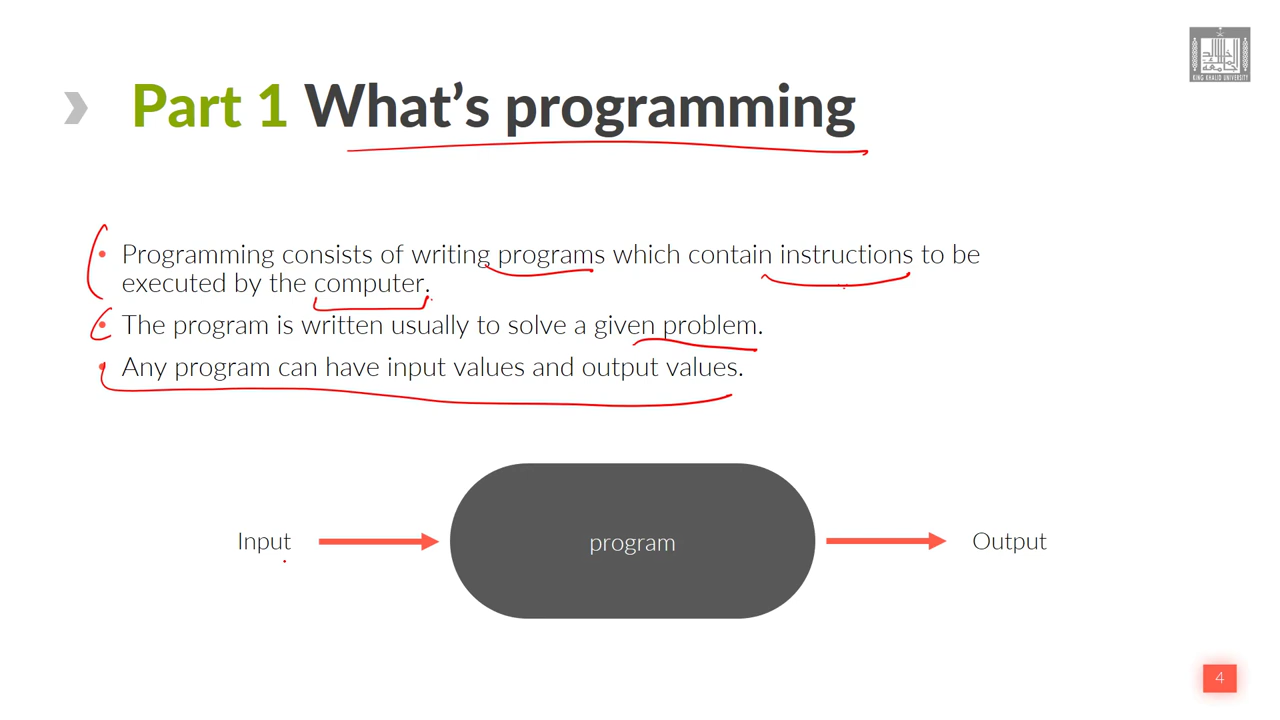 KING KHALID UNIVERSITY
Part 1 What’s programming
• Programming consists of writing programs which contain instructions to be
executed by the computer.
• The program is written usually to solve a given problem.
• Any program can have input values and output values.
Input
program
Output
4